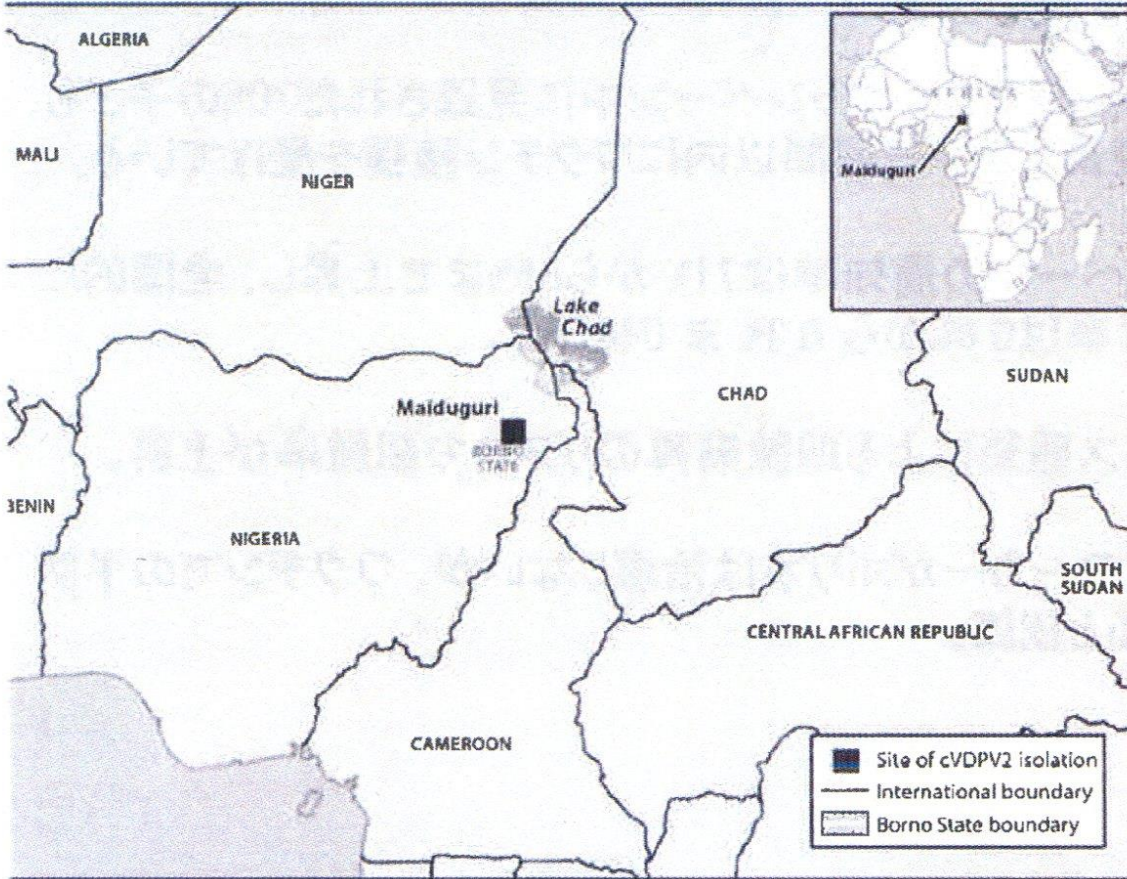 ALGERIA
MALI
NIGER
AFRICA
Maiduguri
Lake
Chad
CHAD
SUDAN
Maiduguri
BORNO
STATE
BENIN
NIGERIA
SOUTH
SUDAN
CENTRAL AFRICAN REPUBLIC
CAMEROON
Site of cVDPV2 isolation
International boundary
Borno State boundary